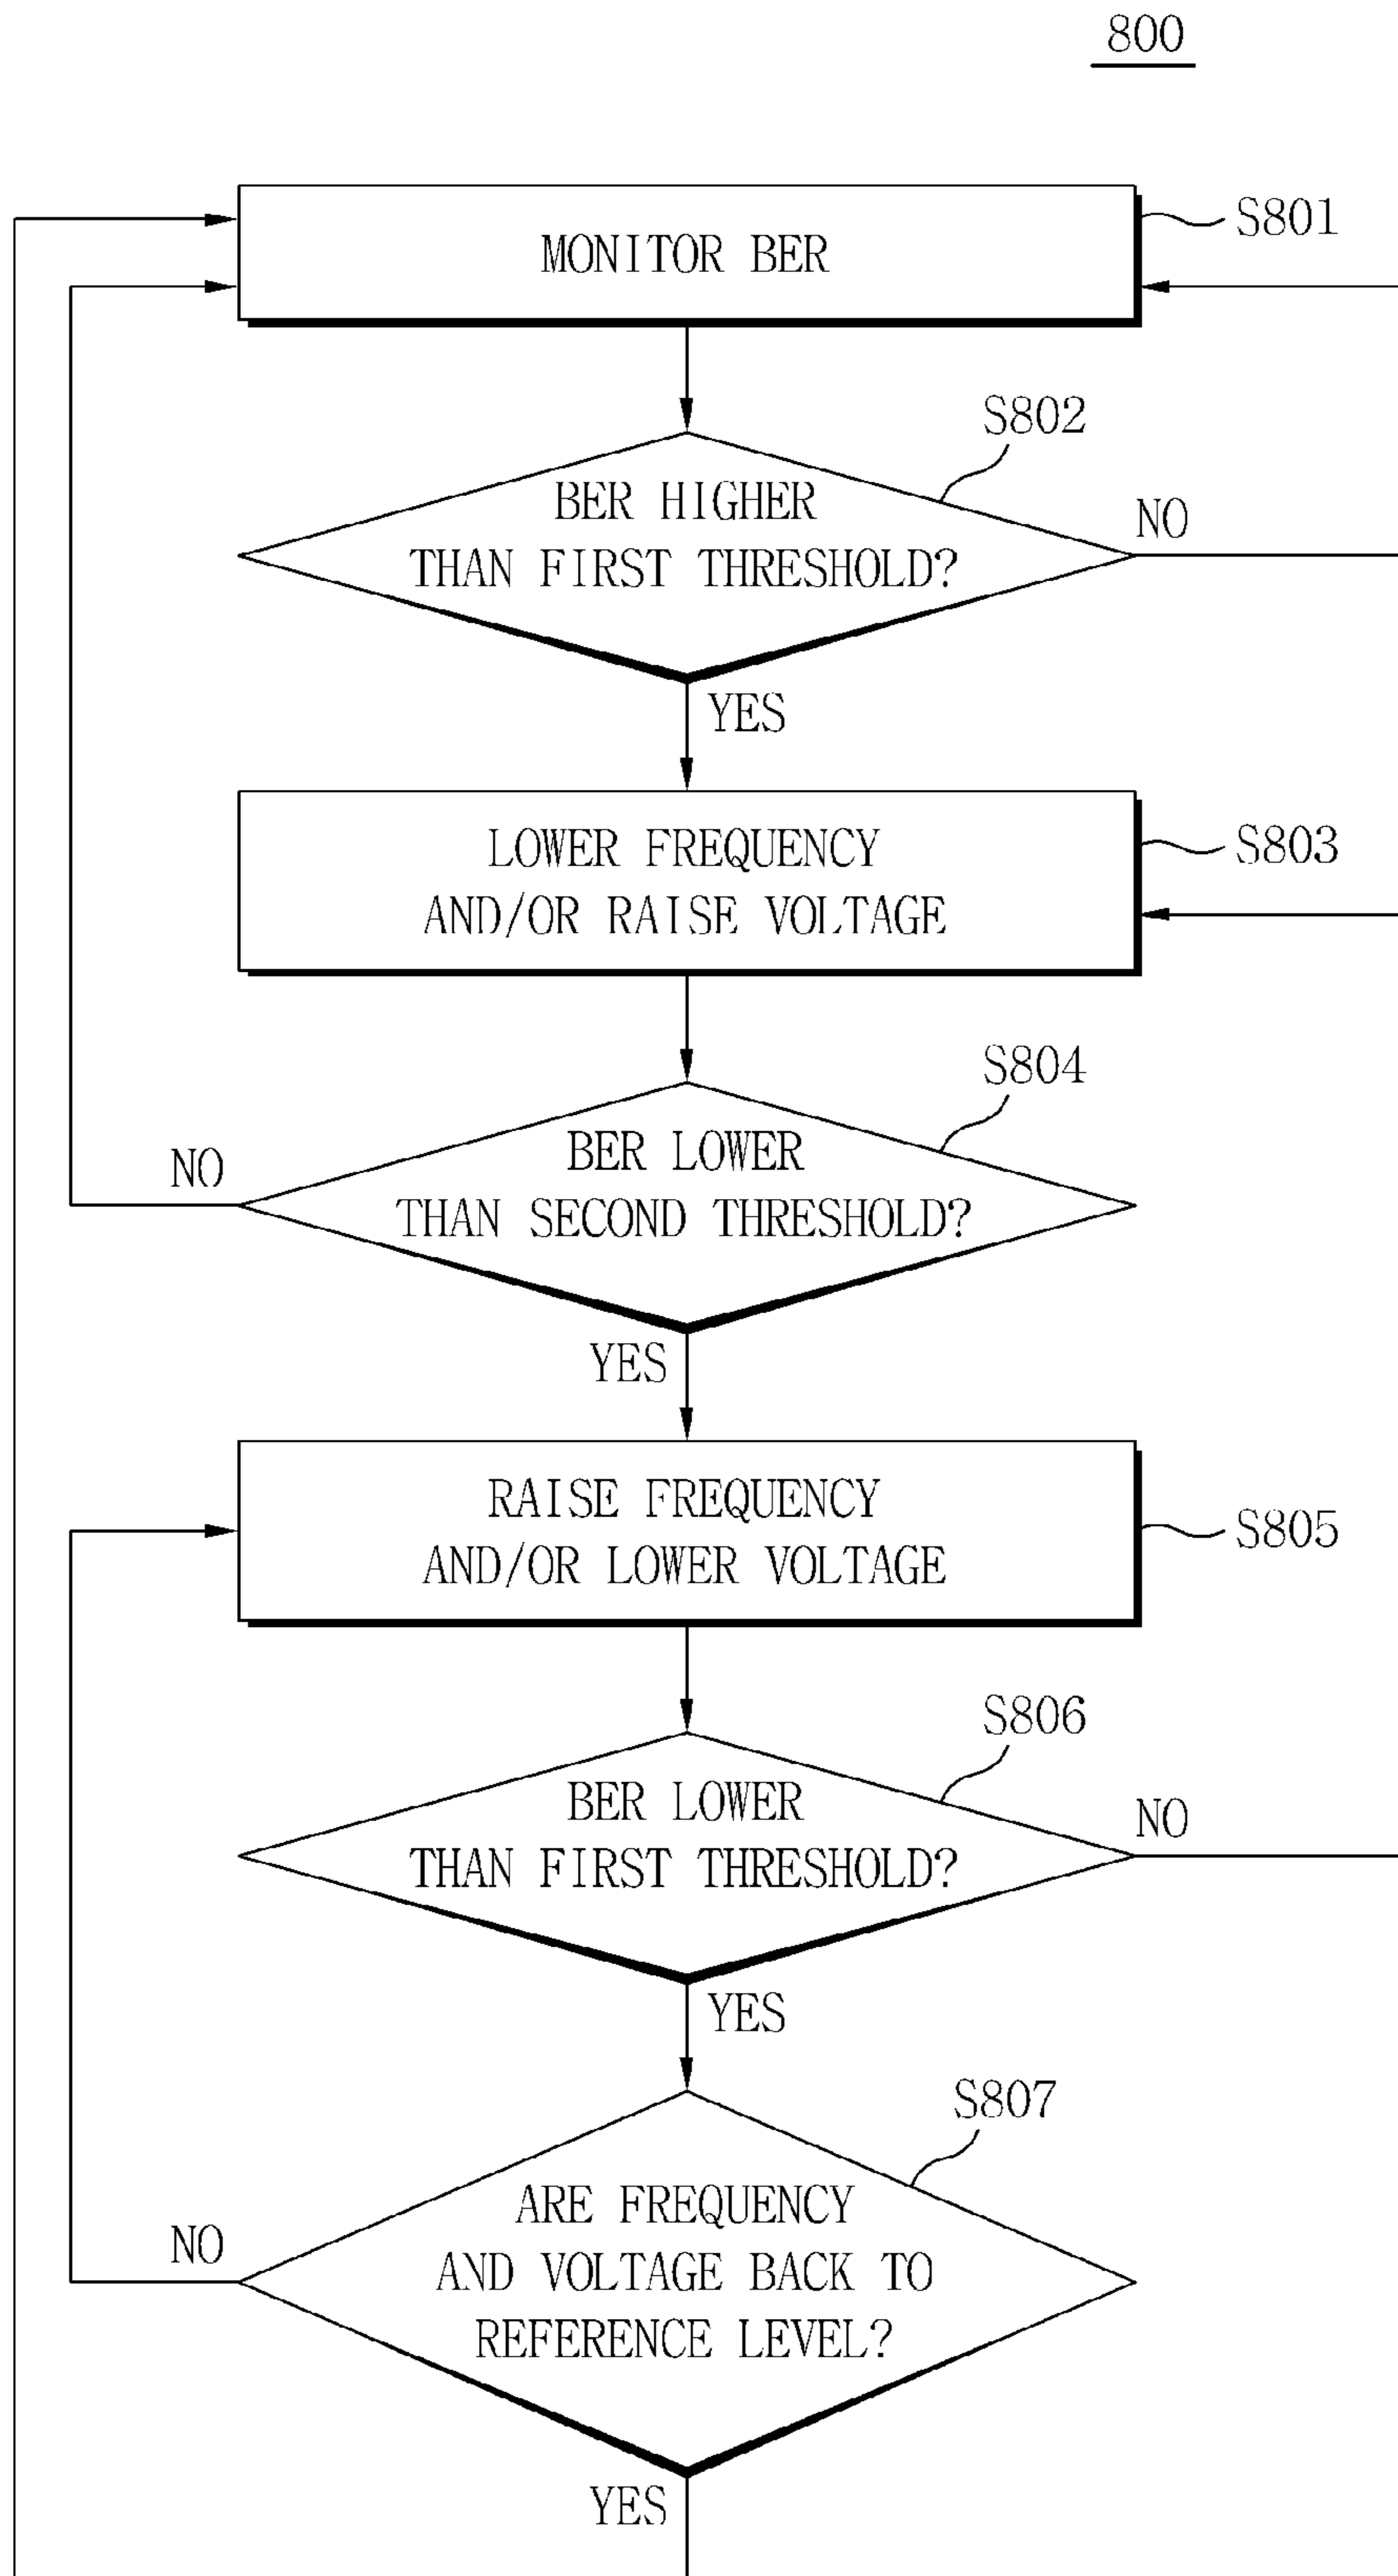 800
MONITOR BER
S801
S802
BER HIGHER
THAN FIRST THRESHOLD?
NO
YES
LOWER FREQUENCY
AND/OR RAISE VOLTAGE
S803
S804
BER LOWER
THAN SECOND THRESHOLD?
NO
YES
RAISE FREQUENCY
AND/OR LOWER VOLTAGE
S805
S806
BER LOWER
THAN FIRST THRESHOLD?
NO
YES
S807
ARE FREQUENCY
AND VOLTAGE BACK TO
REFERENCE LEVEL?
NO
YES